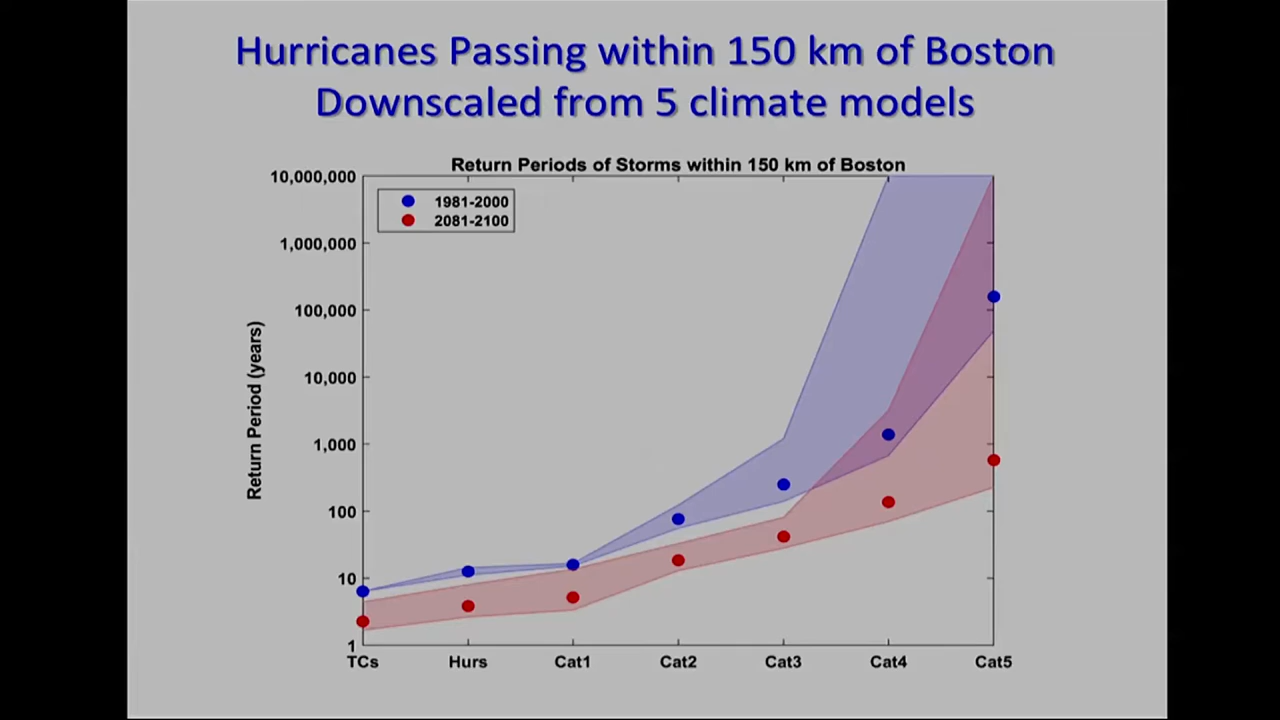 Hurricanes Passing within 150 km of Boston
Downscaled from 5 climate models
Return Periods of Storms within 150 km of Boston
10,000,000
1,000,000
100,000
10,000
1,000
100
10
1
Return Period (years)
1981-2000
2081-2100
TCs Hurs Cat1 Cat2 Cat3 Cat4 Cat5